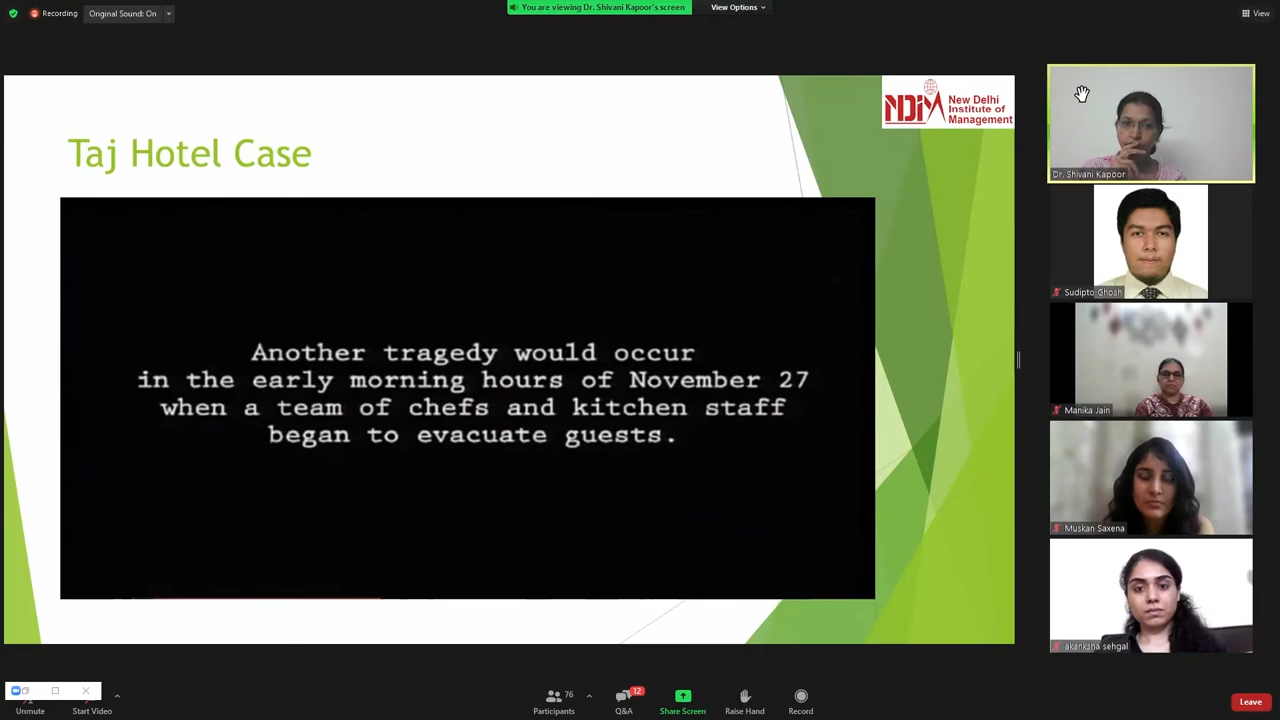 Recording
Original Sound: On
You are viewing Dr. Shivani Kapoor's screen
View Options
View
NDIM
New Delhi
Institute of
Management
Taj Hotel Case
Another tragedy would occur
in the early morning hours of November 27
when a team of chefs and kitchen staff
began to evacuate guests.
Dr. Shivani Kapoor
Sudipto Ghosh
Manika Jain
Muskan Saxena
akanksha sehgal
Unmute
Start Video
76
Participants
12
Q&A
Share Screen
Raise Hand
Record
Leave